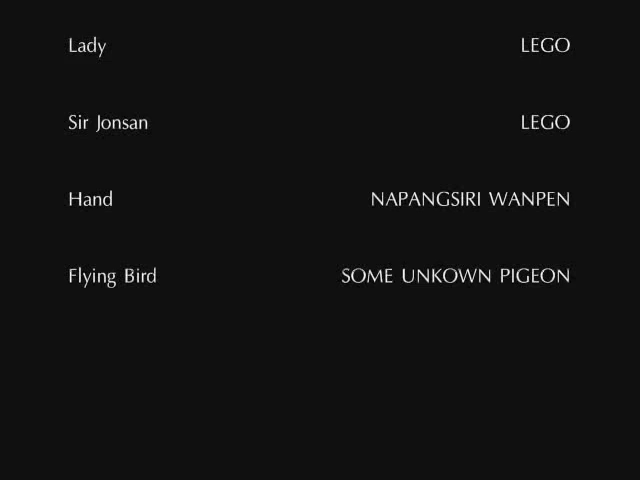 Lady LEGO
Sir Jonsan LEGO
Hand NAPANGSIRI WANPEN
Flying Bird SOME UNKOWN PIGEON